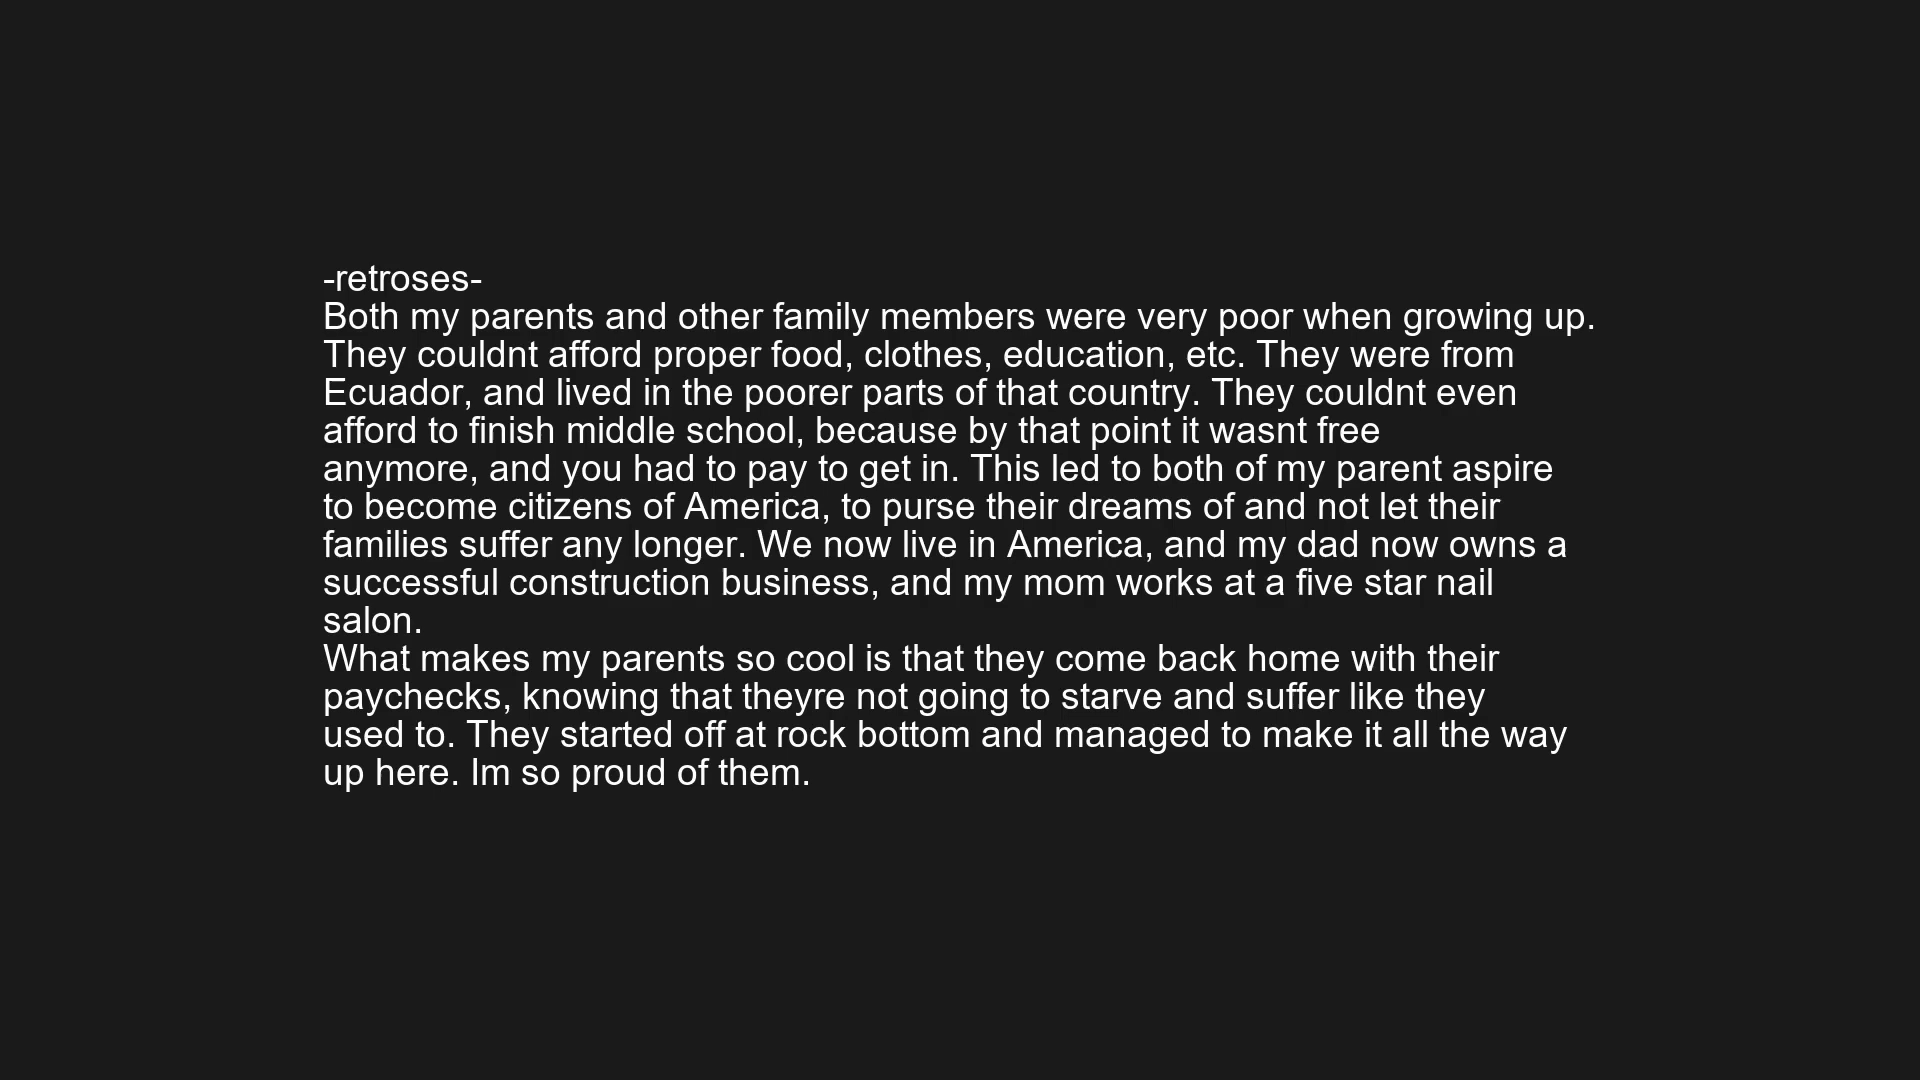 -retroses-
Both my parents and other family members were very poor when growing up.
They couldnt afford proper food, clothes, education, etc. They were from
Ecuador, and lived in the poorer parts of that country. They couldnt even
afford to finish middle school, because by that point it wasnt free
anymore, and you had to pay to get in. This led to both of my parent aspire
to become citizens of America, to purse their dreams of and not let their
families suffer any longer. We now live in America, and my dad now owns a
successful construction business, and my mom works at a five star nail
salon.
What makes my parents so cool is that they come back home with their
paychecks, knowing that theyre not going to starve and suffer like they
used to. They started off at rock bottom and managed to make it all the way
up here. Im so proud of them.